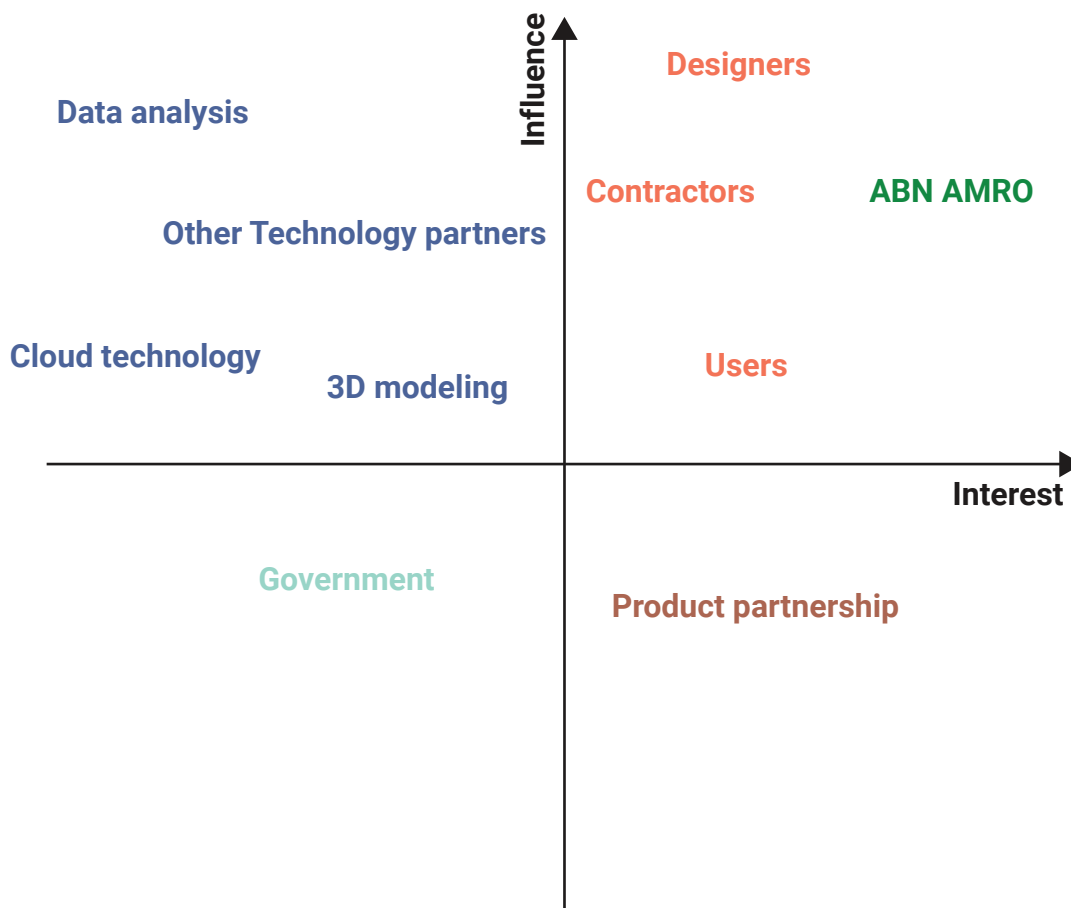 Influence
Designers
Data analysis
Contractors
ABN AMRO
Other Technology partners
Cloud technology
Users
3D modeling
Interest
Government
Product partnership